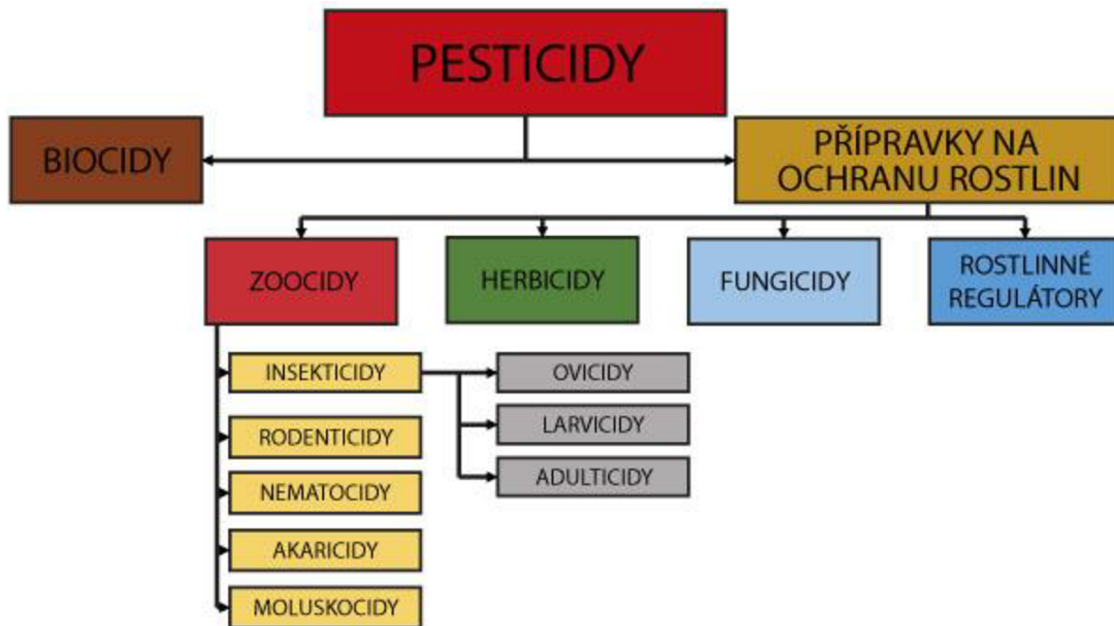 PESTICIDY
BIOCIDY
PŘÍPRAVKY NA
OCHRANU ROSTLIN
ZOOCIDY
HERBICIDY
FUNGICIDY
ROSTLINNÉ
REGULÁTORY
INSEKTICIDY
OVICIDY
LARVICIDY
ADULTICIDY
RODENTICIDY
NEMATOCIDY
AKARICIDY
MOLUSKOCIDY